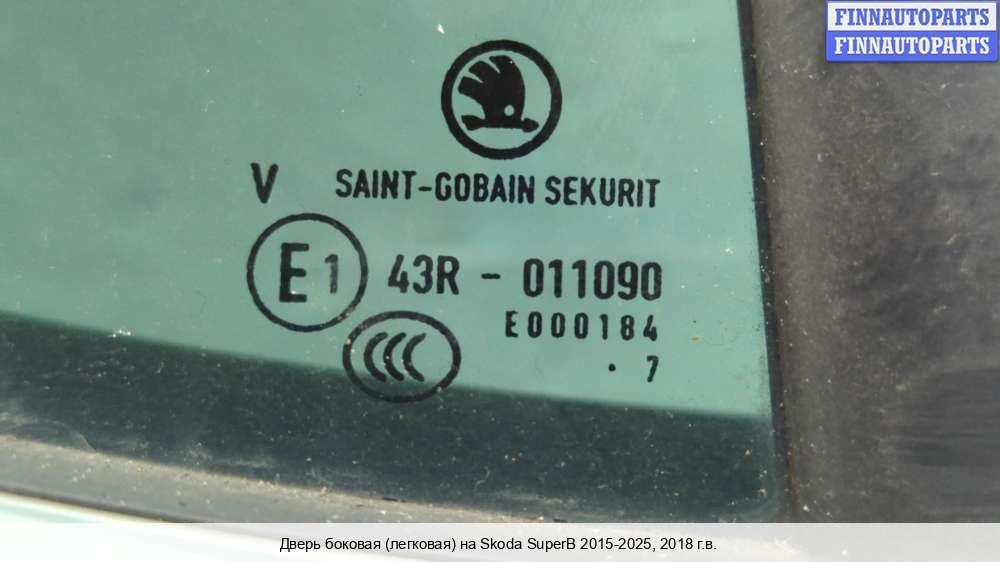 FINNAUTOPARTS
FINNAUTOPARTS
V SAINT-GOBAIN SEKURIT
E1 43R - 011090
E000184
CCC
. 7
Дверь боковая (легковая) на Skoda SuperB 2015-2025, 2018 г.в.